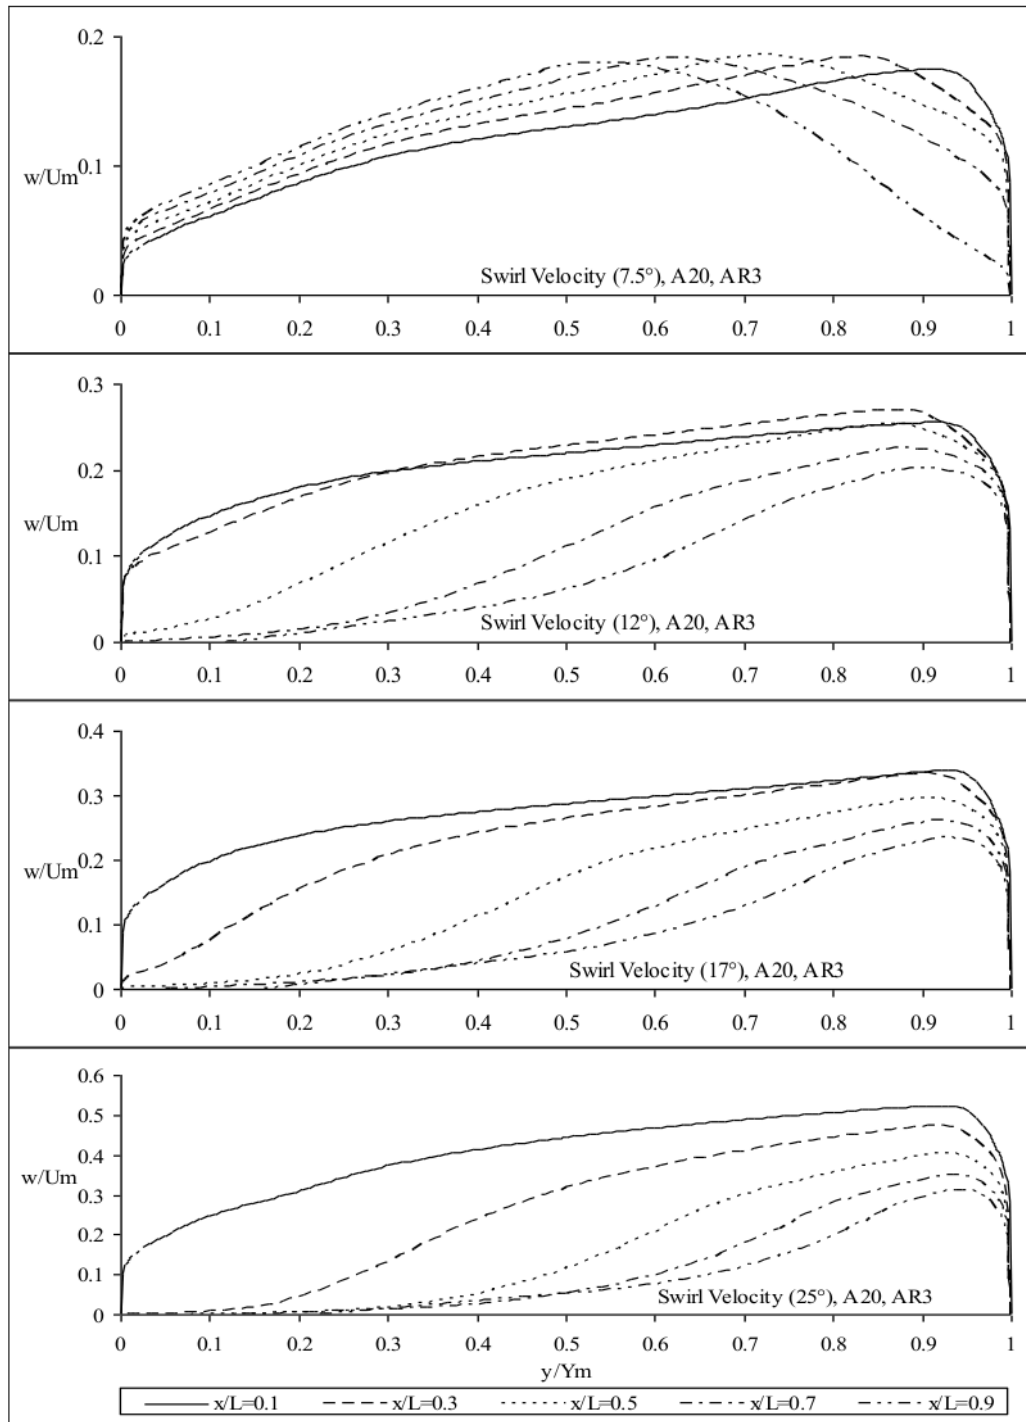 0.2
0.1
w/Um
0
Swirl Velocity (7.5°), A20, AR3
0 0.1 0.2 0.3 0.4 0.5 0.6 0.7 0.8 0.9 1
0.3
0.2
w/Um
0.1
0
Swirl Velocity (12°), A20, AR3
0 0.1 0.2 0.3 0.4 0.5 0.6 0.7 0.8 0.9 1
0.4
0.3
0.2
w/Um
0.1
0
Swirl Velocity (17°), A20, AR3
0 0.1 0.2 0.3 0.4 0.5 0.6 0.7 0.8 0.9 1
0.6
0.5
0.4
w/Um
0.3
0.2
0.1
0
Swirl Velocity (25°), A20, AR3
0 0.1 0.2 0.3 0.4 0.5 0.6 0.7 0.8 0.9 1
y/Ym
x/L=0.1 x/L=0.3 x/L=0.5 x/L=0.7 x/L=0.9